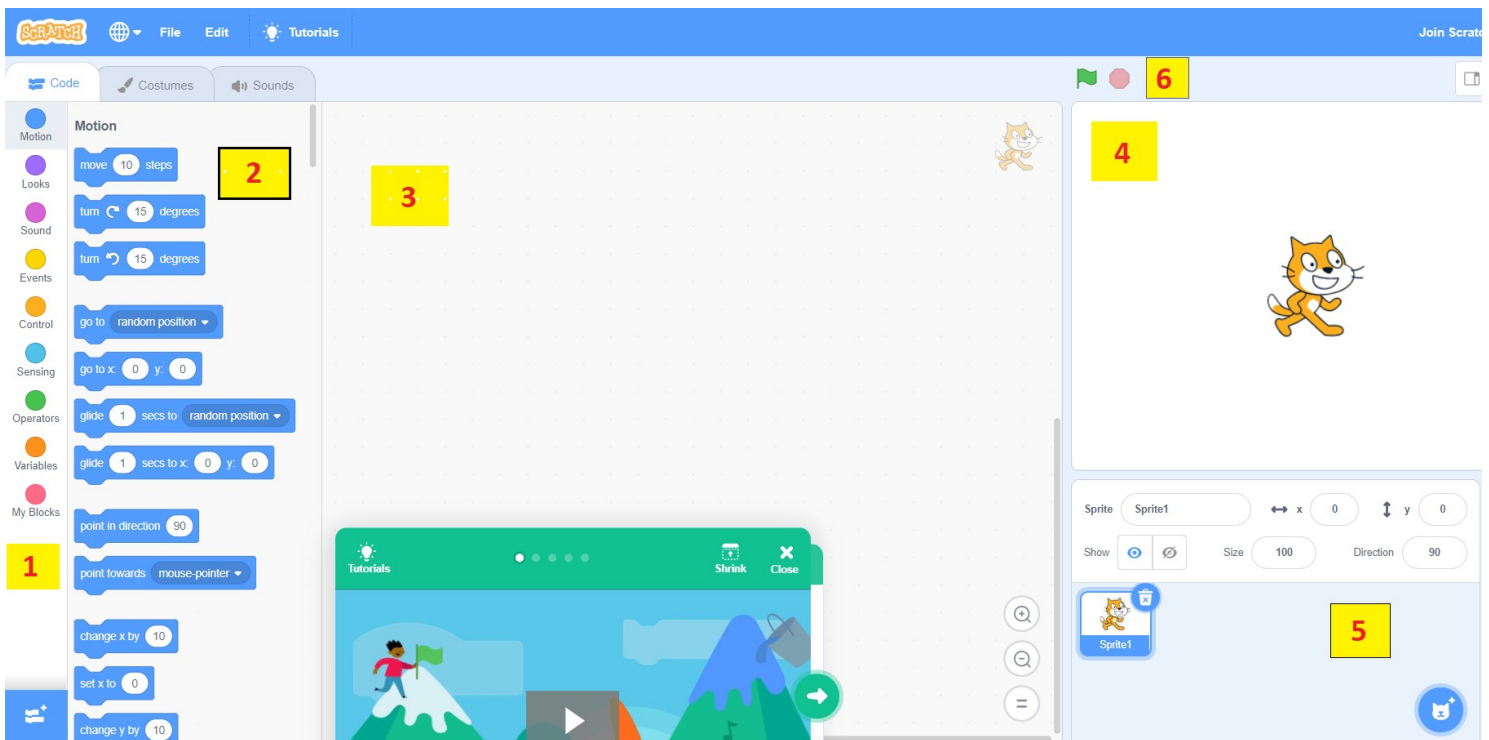 SCRATCH File Edit Tutorials Join Scratc
Code Costumes Sounds 6
Motion
Looks
Sound
Events
Control
Sensing
Operators
Variables
My Blocks
1
Motion
move 10 steps
2
turn 15 degrees
turn 15 degrees
go to random position
go to x: 0 y: 0
glide 1 secs to random position
glide 1 secs to x: 0 y: 0
point in direction 90
point towards mouse-pointer
change x by 10
set x to 0
change y by 10
3
Tutorials Shrink Close
4
Sprite Sprite1 x 0 y 0
Show Size 100 Direction 90
Sprite1
5